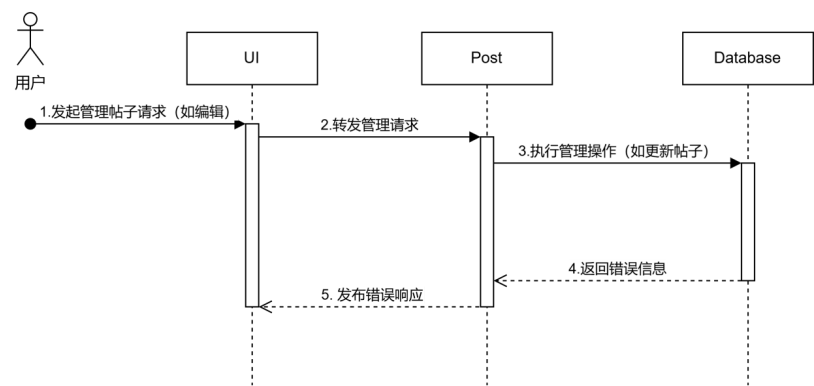 UI
Post
Database
用户
1.发起管理帖子请求（如编辑）
2.转发管理请求
3.执行管理操作（如更新帖子）
4.返回错误信息
5. 发布错误响应